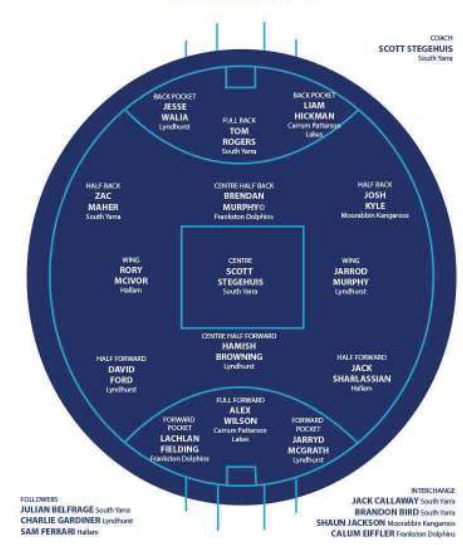 COACH
SCOTT STEGEHUIS
South Yarra
BACK POCKET
JESSE
WALIA
Lyndhurst
FULL BACK
TOM
ROGERS
South Yarra
BACK POCKET
LIAM
HICKMAN
Carrum Patterson
Lakes
HALF BACK
ZAC
MAHER
South Yarra
CENTRE HALF BACK
BRENDAN
MURPHY©
Frankston Dolphins
HALF BACK
JOSH
KYLE
Moorabbin Kangaroos
WING
RORY
MCIVOR
Hallam
CENTRE
SCOTT
STEGEHUIS
South Yarra
WING
JARROD
MURPHY
Lyndhurst
CENTRE HALF FORWARD
HAMISH
BROWNING
Lyndhurst
HALF FORWARD
DAVID
FORD
Lyndhurst
HALF FORWARD
JACK
SHARLASSIAN
Hallam
FORWARD
POCKET
LACHLAN
FIELDING
Frankston Dolphins
FULL FORWARD
ALEX
WILSON
Carrum Patterson
Lakes
FORWARD
POCKET
JARRYD
MCGRATH
Lyndhurst
FOLLOWERS
JULIAN BELFRAGE South Yarra
CHARLIE GARDINER Lyndhurst
SAM FERRARI Hallam
INTERCHANGE
JACK CALLAWAY South Yarra
BRANDON BIRD South Yarra
SHAUN JACKSON Moorabbin Kangaroos
CALUM EIFFLER Frankston Dolphins